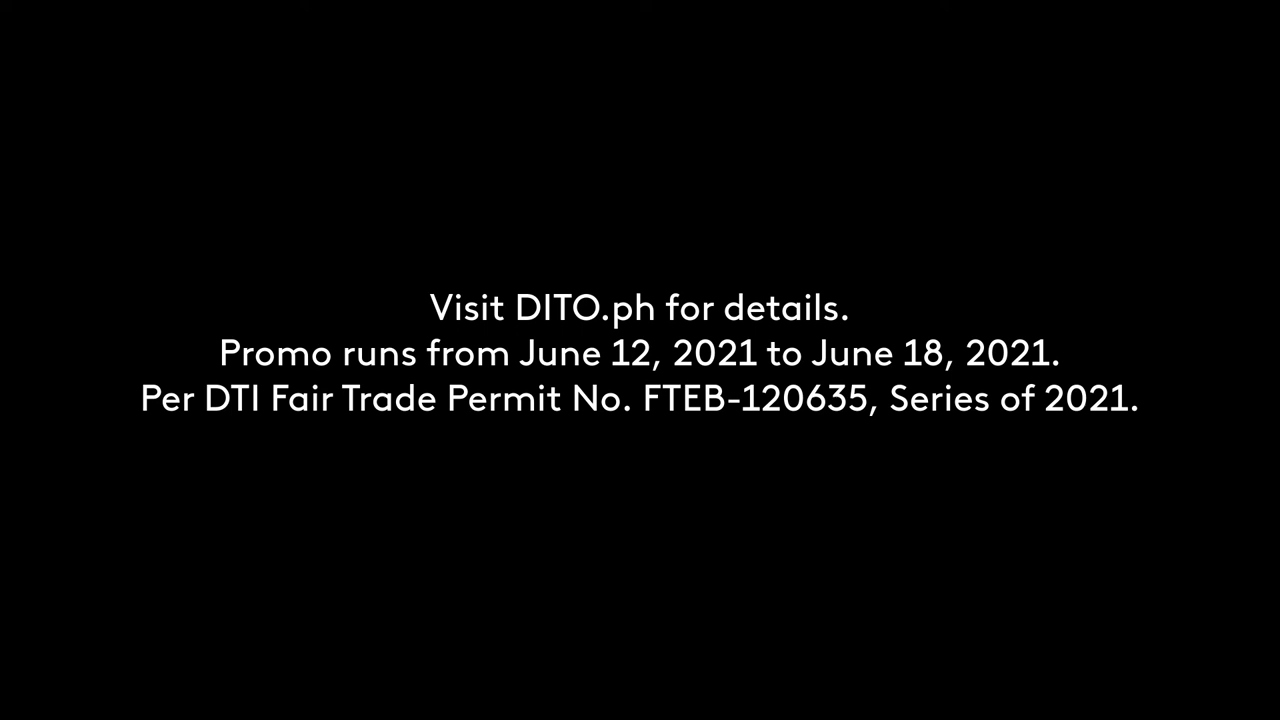 Visit DITO.ph for details.
Promo runs from June 12, 2021 to June 18, 2021.
Per DTI Fair Trade Permit No. FTEB-120635, Series of 2021.